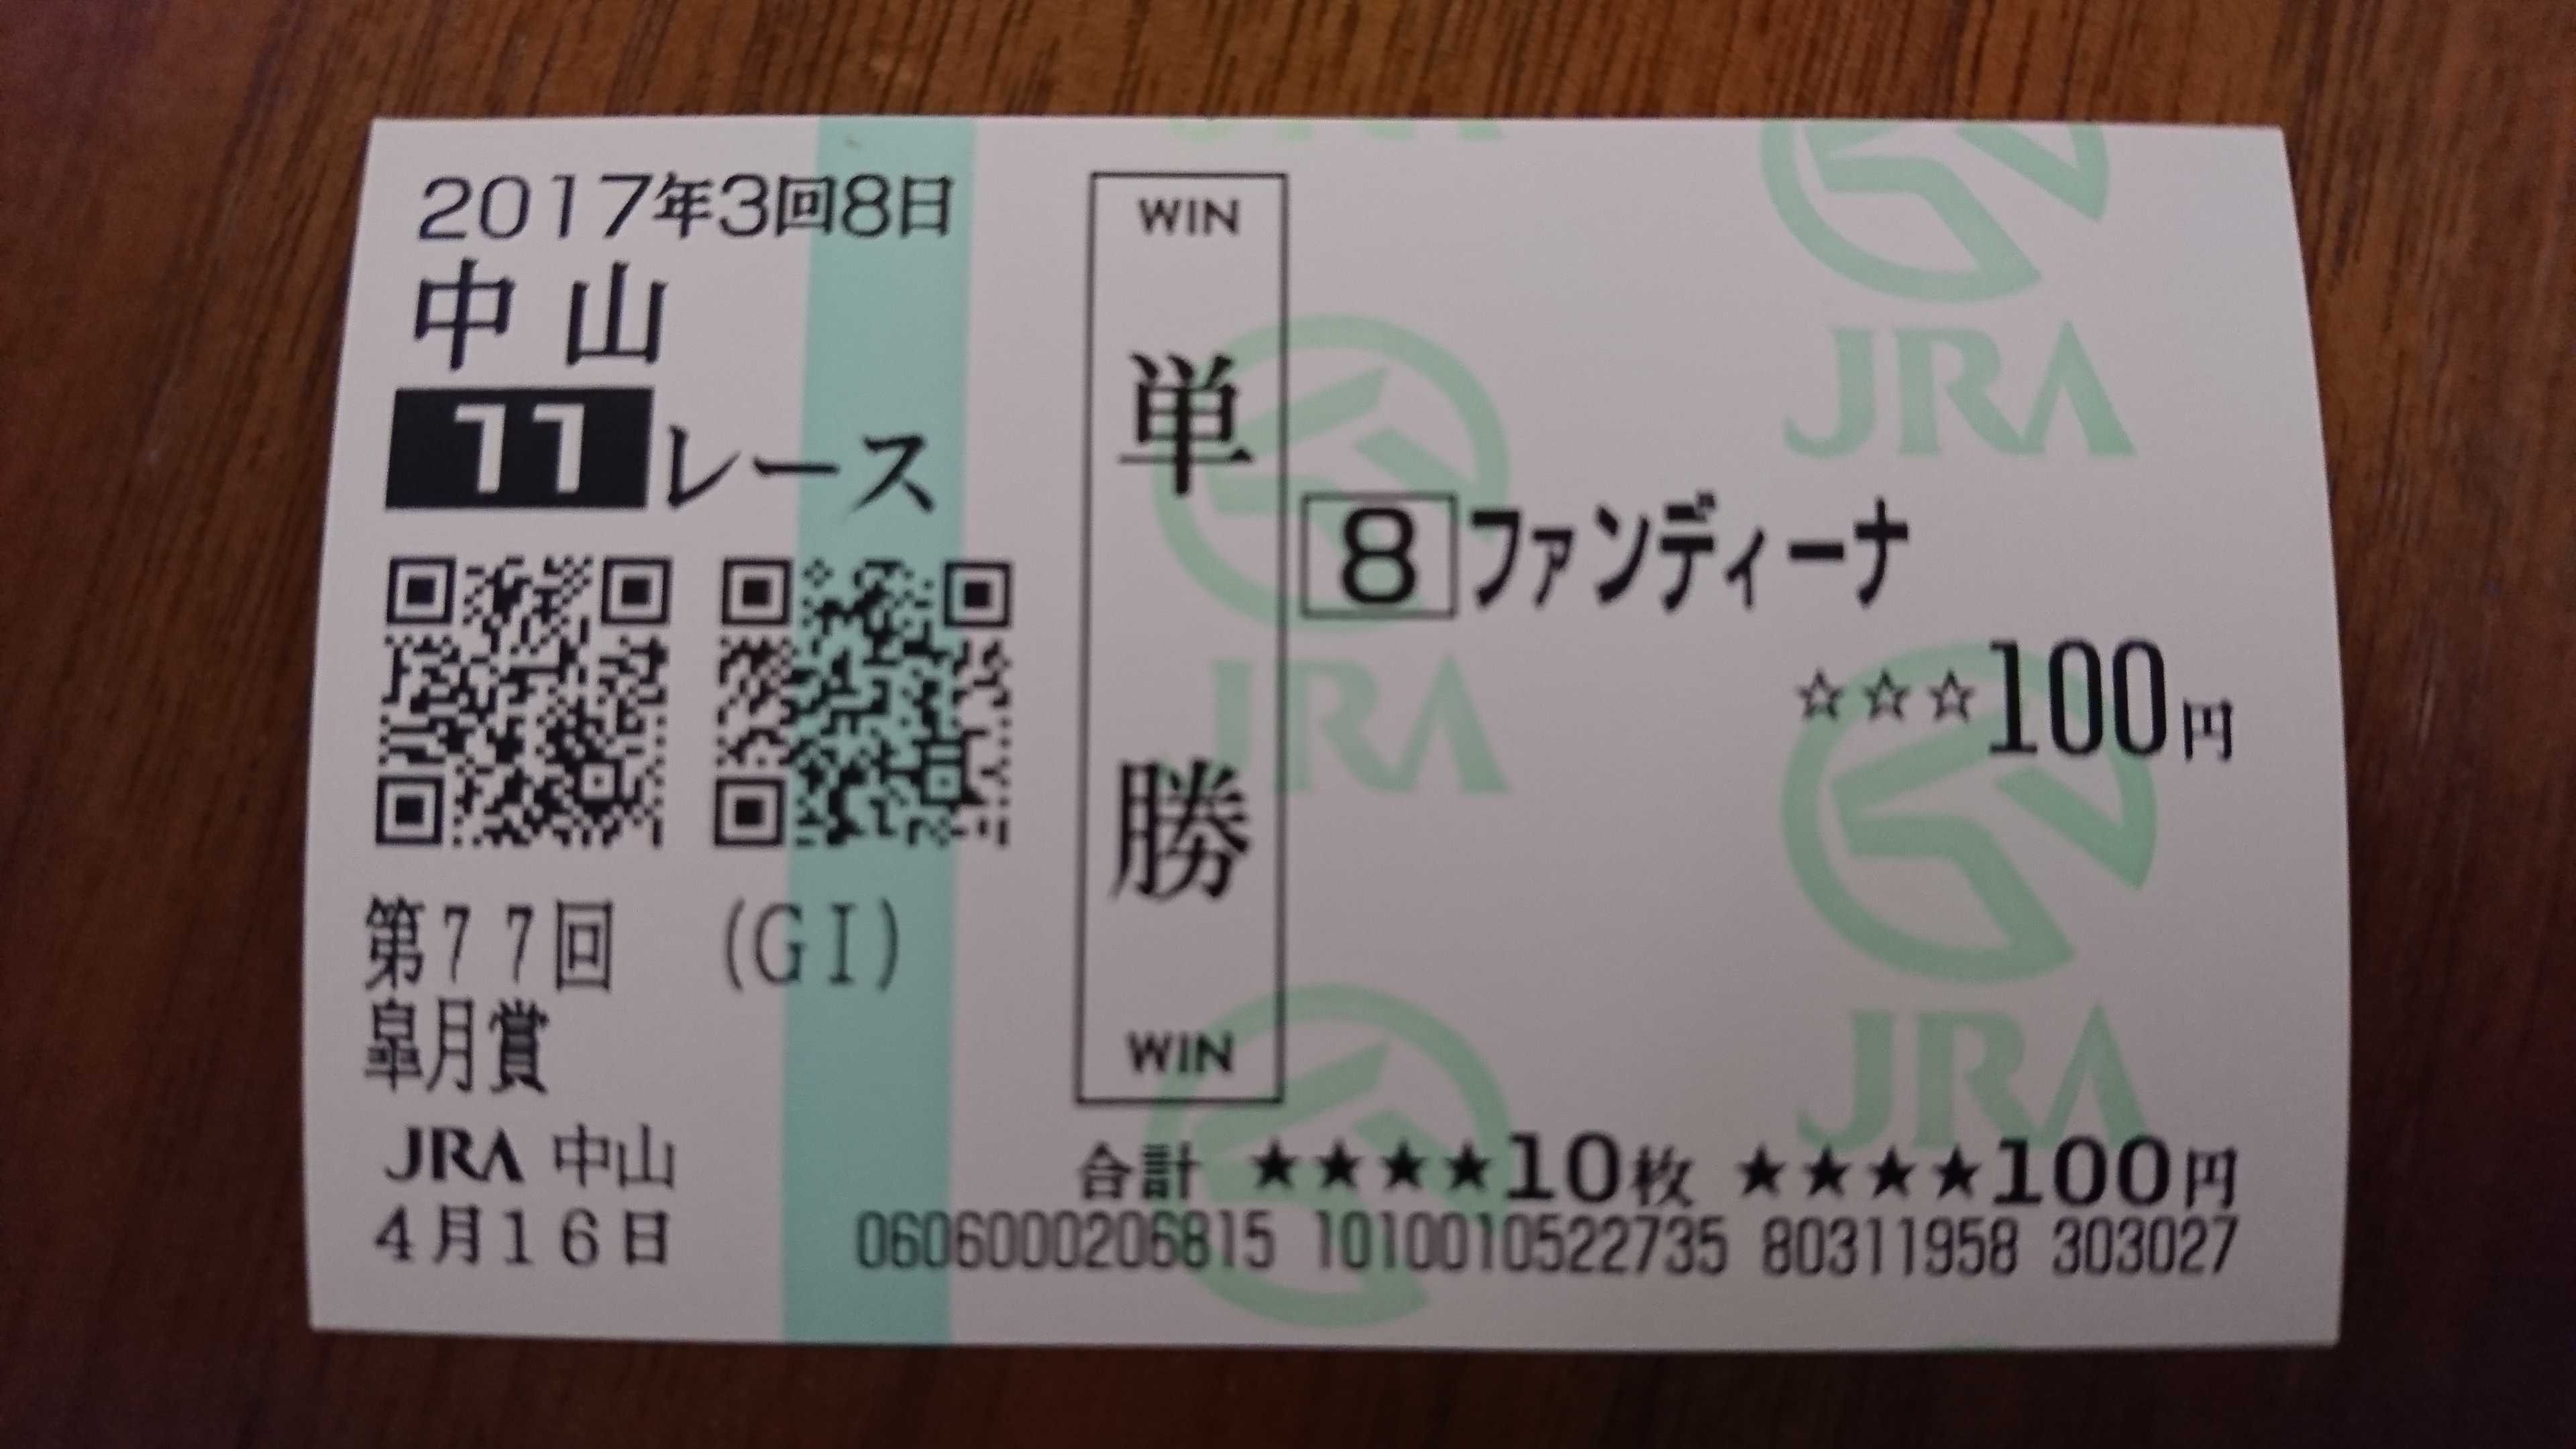 2017年3回8日
中山
11レース
第77回 (GI)
皐月賞
JRA 中山
4月16日
WIN
単勝
WIN
8 ファンディーナ
☆☆☆100円
合計 ★★★★10枚 ★★★★100円
0606000206815 1010010522735 80311958 303027
JRA
JRA
JRA
JRA